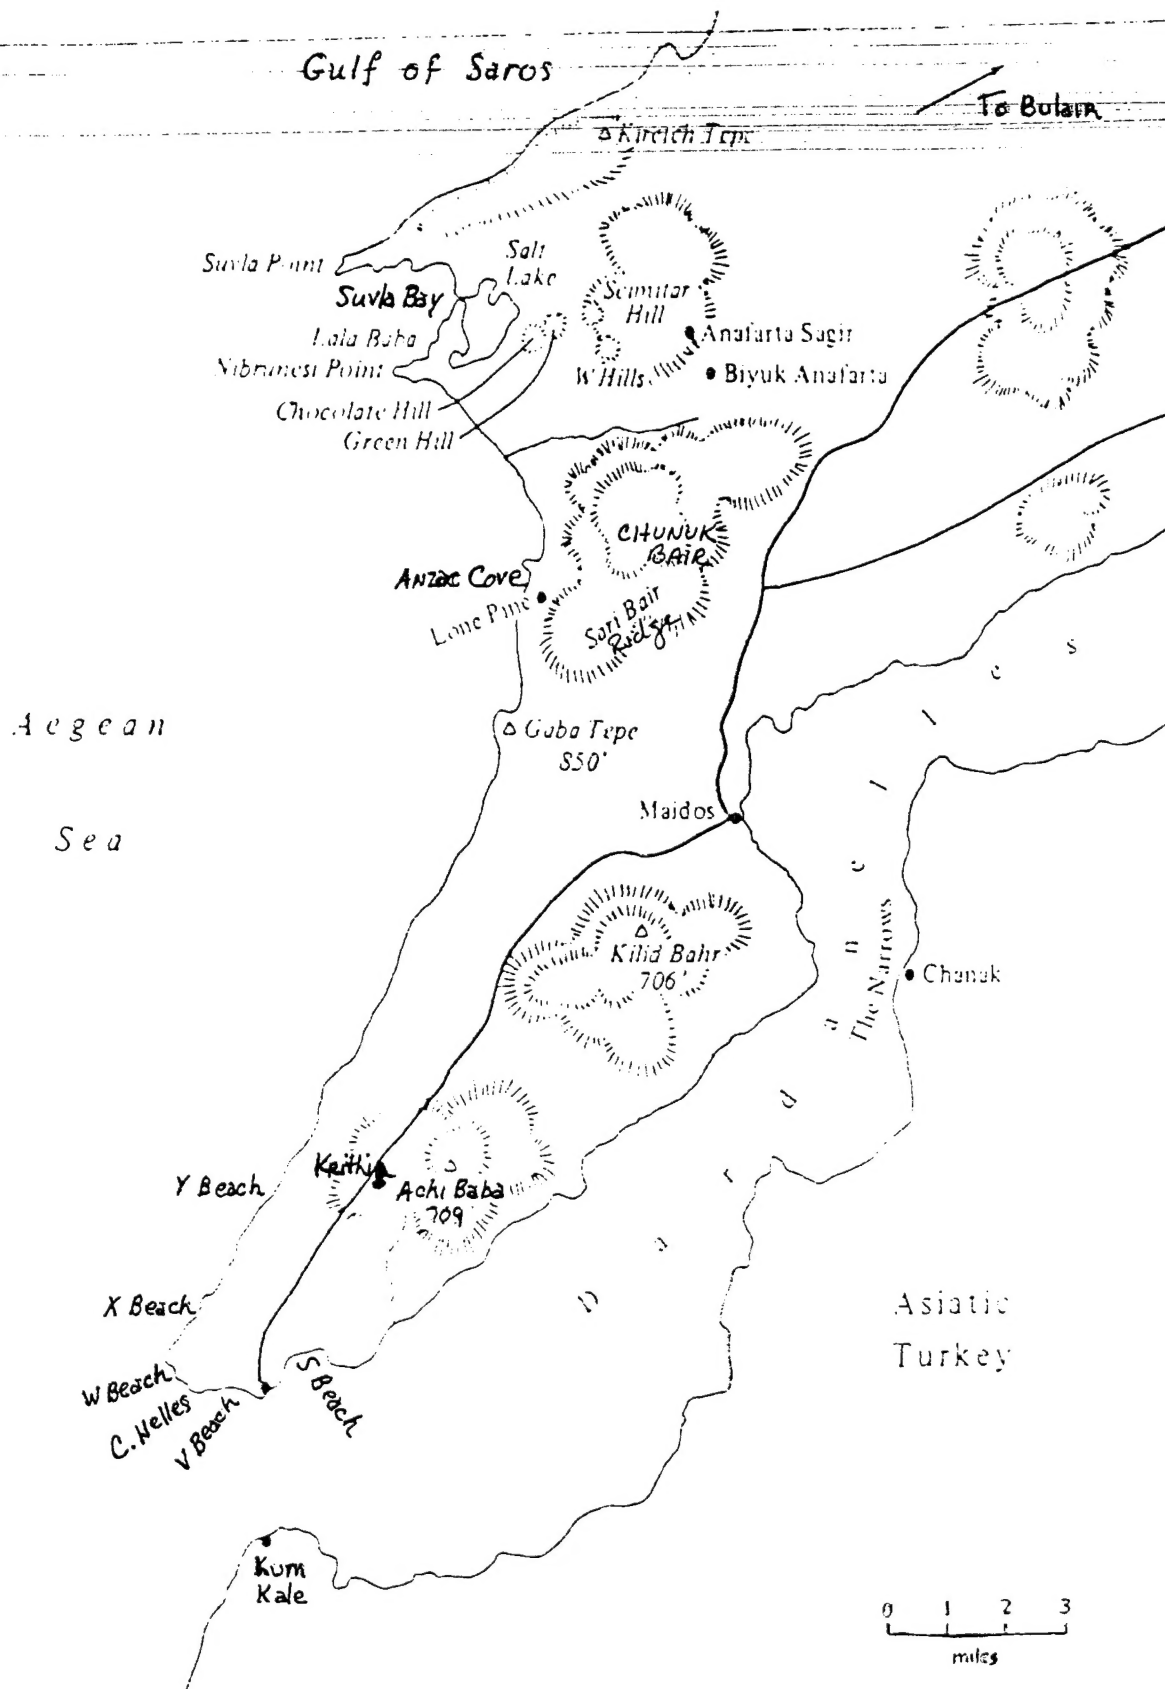 Gulf of Saros
To Bulair
Kiretch Tepe
Suvla Point
Salt
Lake
Suvla Bay
Scimitar
Hill
Lala Baba
Anafarta Sagir
Nibrunesi Point
W Hills
Biyuk Anafarta
Chocolate Hill
Green Hill
CHUNUK
BAIR
Anzac Cove
Lone Pine
Sari Bair
Ridge
Aegean
Sea
Gaba Tepe
850'
Maidos
Dardanelles
The Narrows
Kilid Bahr
706'
Chanak
Krithia
Y Beach
Achi Baba
709
X Beach
Asiatic
Turkey
W Beach
C. Helles
V Beach
S Beach
Kum
Kale
0 1 2 3
miles